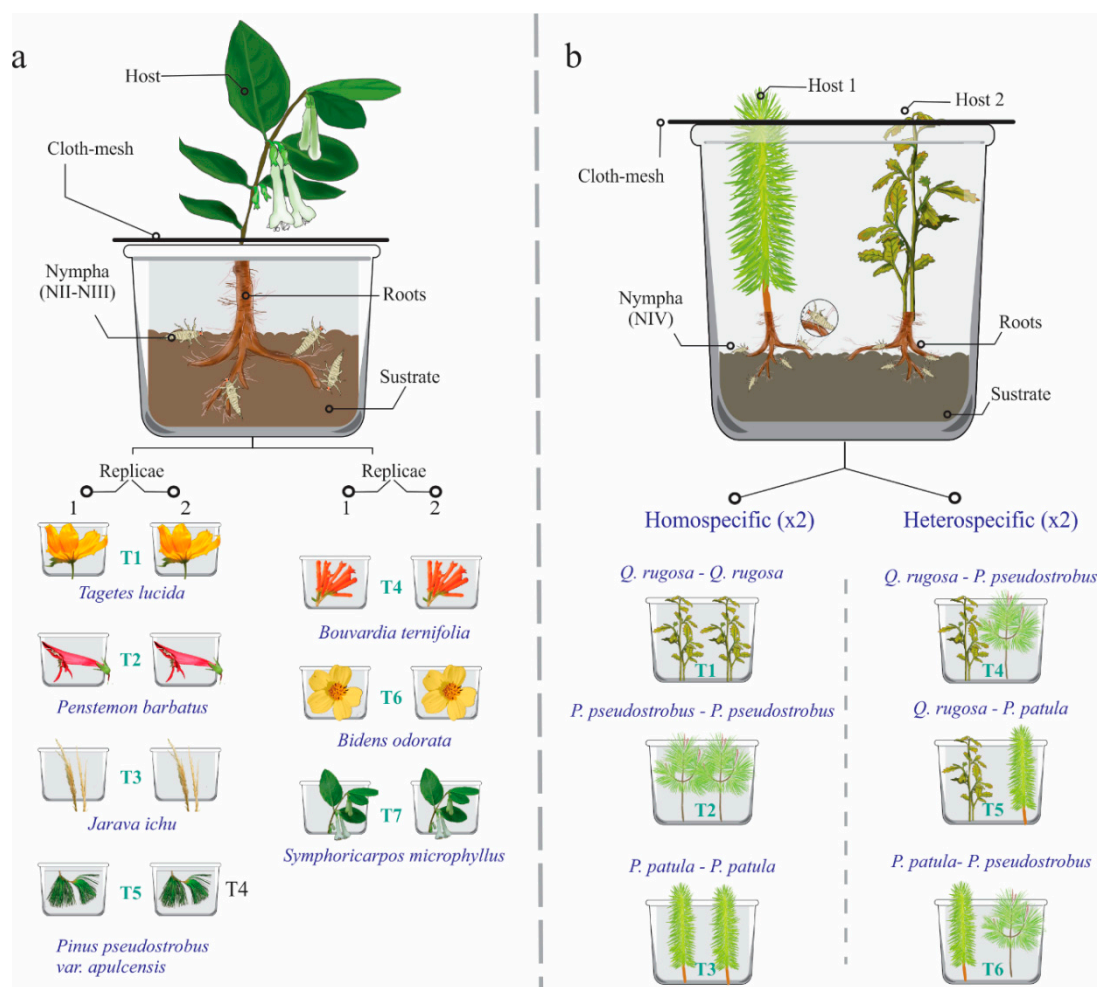 a
Host
Cloth-mesh
Nympha
(NII-NIII)
Roots
Sustrate
Replicae
1 2
Replicae
1 2
T1
Tagetes lucida
T2
Penstemon barbatus
T3
Jarava ichu
T5
T4
Pinus pseudostrobus
var. apulcensis
T4
Bouvardia ternifolia
T6
Bidens odorata
T7
Symphoricarpos microphyllus
b
Host 1
Host 2
Cloth-mesh
Nympha
(NIV)
Roots
Sustrate
Homospecific (x2)
Q. rugosa - Q. rugosa
T1
P. pseudostrobus - P. pseudostrobus
T2
P. patula - P. patula
T3
Heterospecific (x2)
Q. rugosa - P. pseudostrobus
T4
Q. rugosa - P. patula
T5
P. patula- P. pseudostrobus
T6